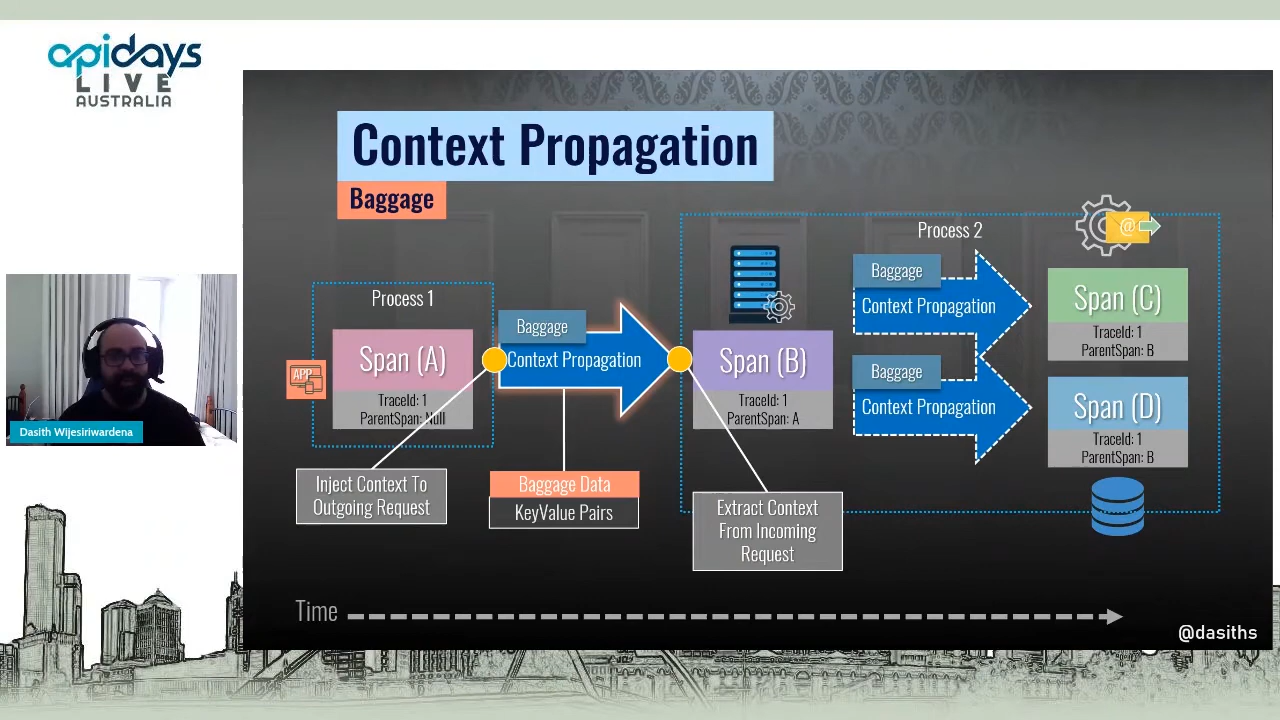 apidays
LIVE
AUSTRALIA
Context Propagation
Baggage
Process 1
APP
Span (A)
TraceId: 1
ParentSpan: Null
Baggage
Context Propagation
Inject Context To
Outgoing Request
Baggage Data
KeyValue Pairs
Process 2
Span (B)
TraceId: 1
ParentSpan: A
Extract Context
From Incoming
Request
Baggage
Context Propagation
Baggage
Context Propagation
@
Span (C)
TraceId: 1
ParentSpan: B
Span (D)
TraceId: 1
ParentSpan: B
Time
@dasiths
Dasith Wijesiriwardena